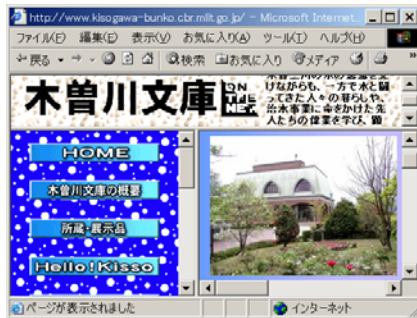 http://www.kisogawa-bunko.cbr.mlit.go.jp/ - Microsoft Internet...
ファイル(F) 編集(E) 表示(V) お気に入り(A) ツール(T) ヘルプ(H)
戻る 検索 お気に入り メディア
木曽川文庫 ON THE NET
けながらも、一方で水と闘
ってきた人々の暮らしや、
治水事業に命をかけた先
人たちの偉業を学び、顕
HOME
木曽川文庫の概要
所蔵・展示品
Hello!Kisso
ページが表示されました インターネット